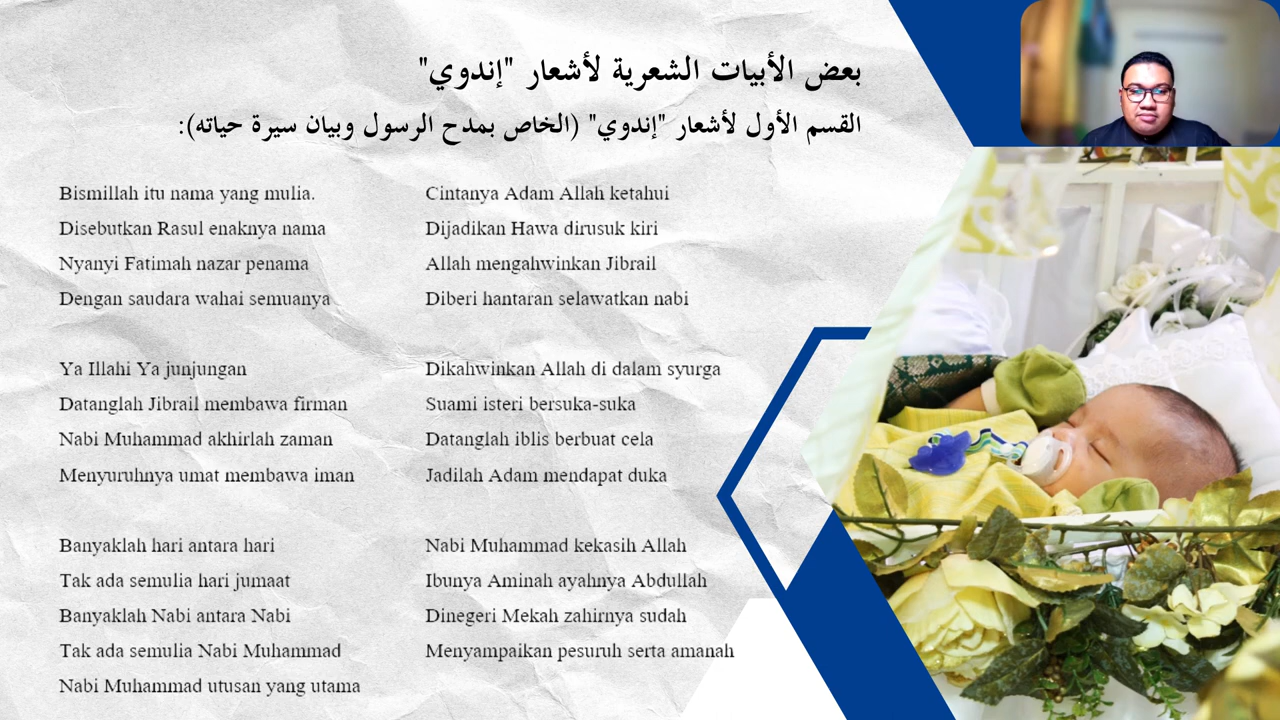 بعض الأبيات الشعرية لأشعار "إندوي"
القسم الأول لأشعار "إندوي" (الخاص بمدح الرسول وبيان سيرة حياته):
Bismillah itu nama yang mulia.
Disebutkan Rasul enaknya nama
Nyanyi Fatimah nazar penama
Dengan saudara wahai semuanya
Ya Illahi Ya junjungan
Datanglah Jibrail membawa firman
Nabi Muhammad akhirlah zaman
Menyuruhnya umat membawa iman
Banyaklah hari antara hari
Tak ada semulia hari jumaat
Banyaklah Nabi antara Nabi
Tak ada semulia Nabi Muhammad
Nabi Muhammad utusan yang utama
Cintanya Adam Allah ketahui
Dijadikan Hawa dirusuk kiri
Allah mengahwinkan Jibrail
Diberi hantaran selawatkan nabi
Dikahwinkan Allah di dalam syurga
Suami isteri bersuka-suka
Datanglah iblis berbuat cela
Jadilah Adam mendapat duka
Nabi Muhammad kekasih Allah
Ibunya Aminah ayahnya Abdullah
Dinegeri Mekah zahirnya sudah
Menyampaikan pesuruh serta amanah